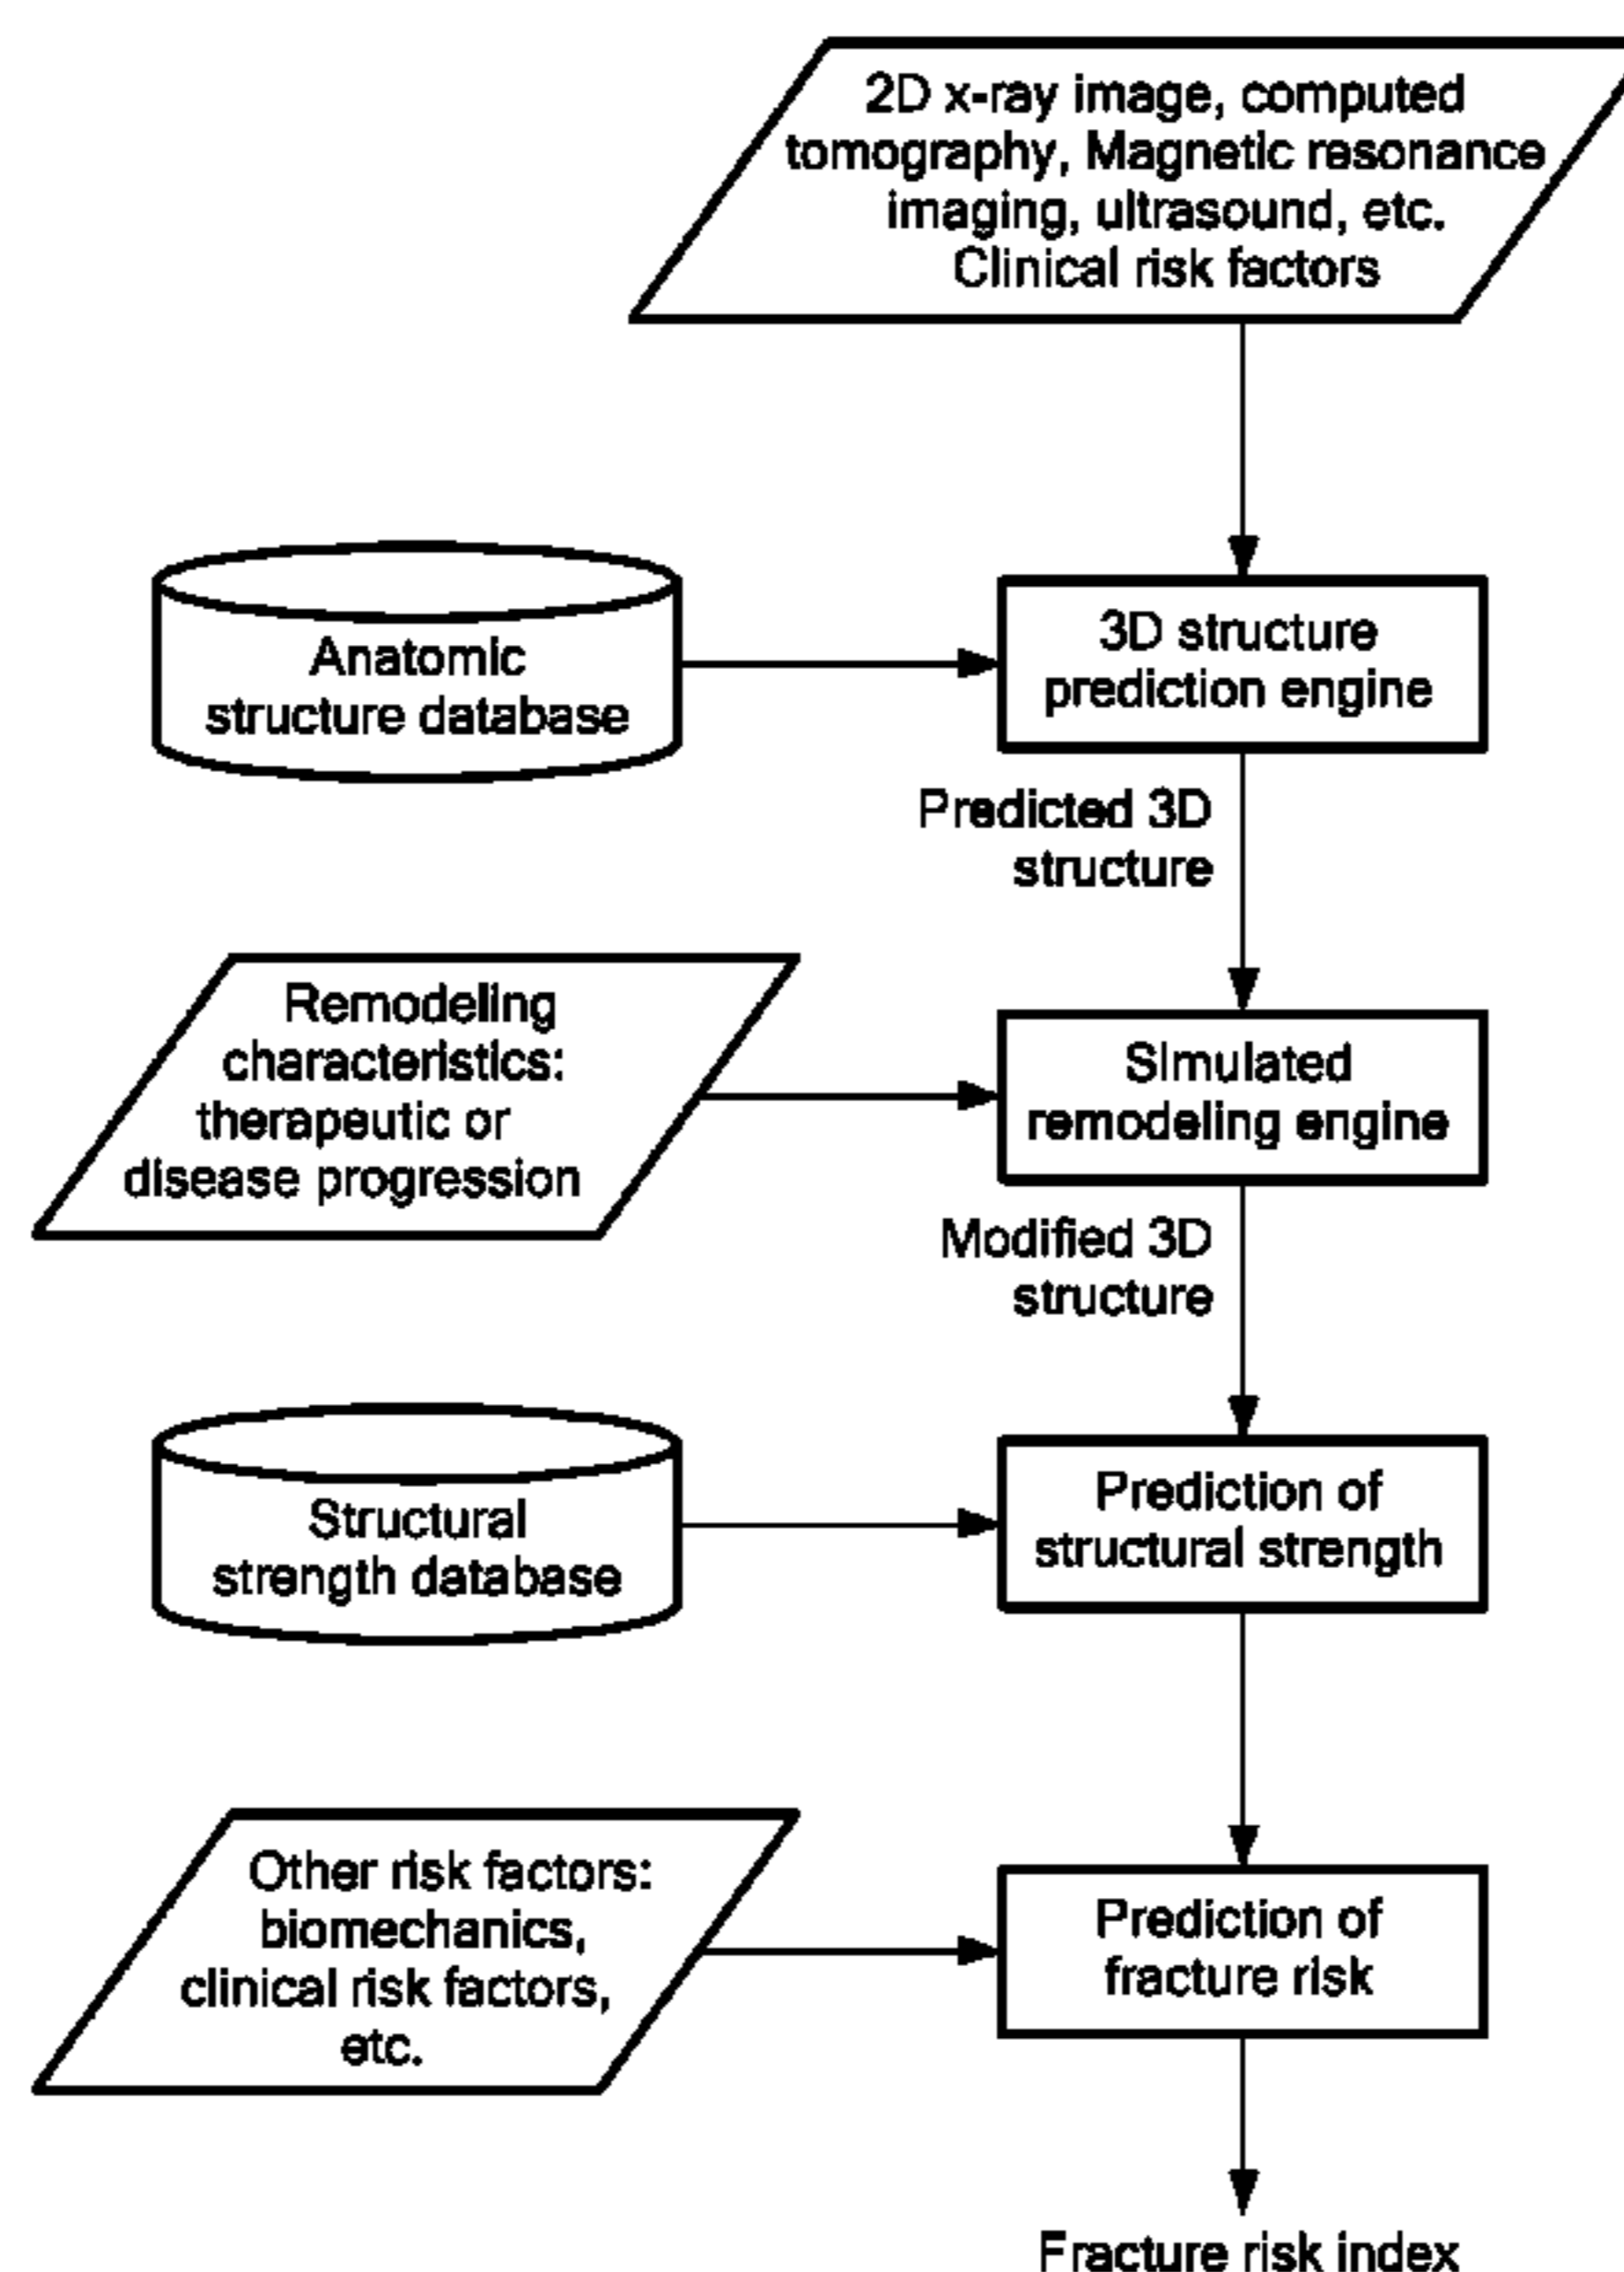 2D x-ray image, computed
tomography, Magnetic resonance
imaging, ultrasound, etc.
Clinical risk factors
Anatomic
structure database
3D structure
prediction engine
Predicted 3D
structure
Remodeling
characteristics:
therapeutic or
disease progression
Simulated
remodeling engine
Modified 3D
structure
Structural
strength database
Prediction of
structural strength
Other risk factors:
biomechanics,
clinical risk factors,
etc.
Prediction of
fracture risk
Fracture risk index